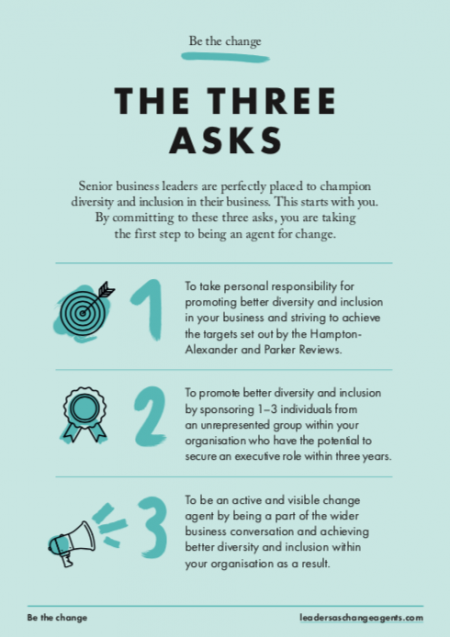 Be the change
THE THREE
ASKS
Senior business leaders are perfectly placed to champion
diversity and inclusion in their business. This starts with you.
By committing to these three asks, you are taking
the first step to being an agent for change.
1
To take personal responsibility for
promoting better diversity and inclusion
in your business and striving to achieve
the targets set out by the Hampton-
Alexander and Parker Reviews.
2
To promote better diversity and inclusion
by sponsoring 1–3 individuals from
an unrepresented group within your
organisation who have the potential to
secure an executive role within three years.
3
To be an active and visible change
agent by being a part of the wider
business conversation and achieving
better diversity and inclusion within
your organisation as a result.
Be the change
leadersaschangeagents.com